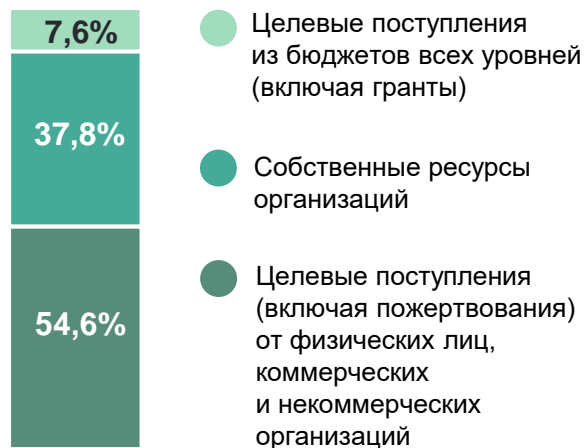 7,6%
37,8%
54,6%
Целевые поступления
из бюджетов всех уровней
(включая гранты)
Собственные ресурсы
организаций
Целевые поступления
(включая пожертвования)
от физических лиц,
коммерческих
и некоммерческих
организаций